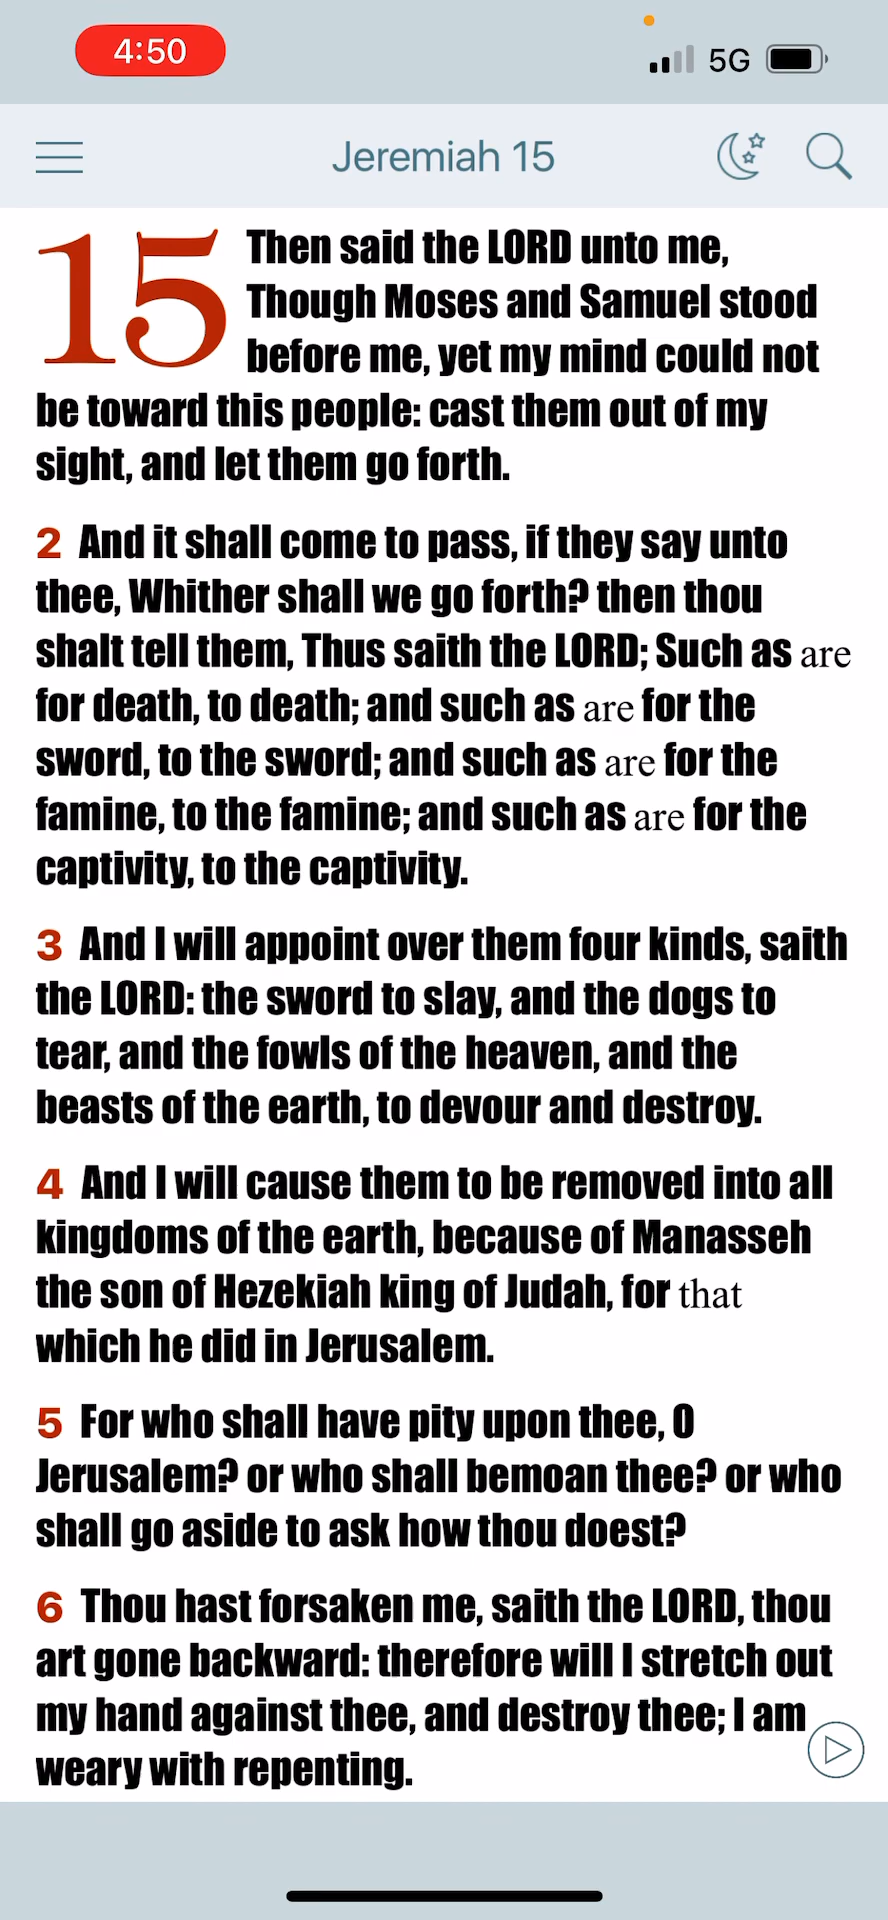 4:50
5G
Jeremiah 15
15 Then said the LORD unto me,
Though Moses and Samuel stood
before me, yet my mind could not
be toward this people: cast them out of my
sight, and let them go forth.
2 And it shall come to pass, if they say unto
thee, Whither shall we go forth? then thou
shalt tell them, Thus saith the LORD; Such as are
for death, to death; and such as are for the
sword, to the sword; and such as are for the
famine, to the famine; and such as are for the
captivity, to the captivity.
3 And I will appoint over them four kinds, saith
the LORD: the sword to slay, and the dogs to
tear, and the fowls of the heaven, and the
beasts of the earth, to devour and destroy.
4 And I will cause them to be removed into all
kingdoms of the earth, because of Manasseh
the son of Hezekiah king of Judah, for that
which he did in Jerusalem.
5 For who shall have pity upon thee, O
Jerusalem? or who shall bemoan thee? or who
shall go aside to ask how thou doest?
6 Thou hast forsaken me, saith the LORD, thou
art gone backward: therefore will I stretch out
my hand against thee, and destroy thee; I am
weary with repenting.